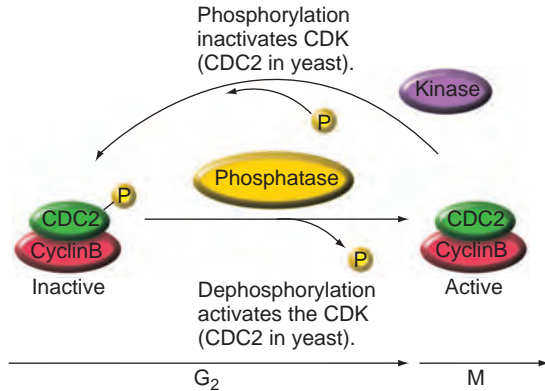 Phosphorylation
inactivates CDK
(CDC2 in yeast).
Kinase
P
Phosphatase
P
CDC2
CyclinB
Inactive
CDC2
CyclinB
Active
P
Dephosphorylation
activates the CDK
(CDC2 in yeast).
G₂
M